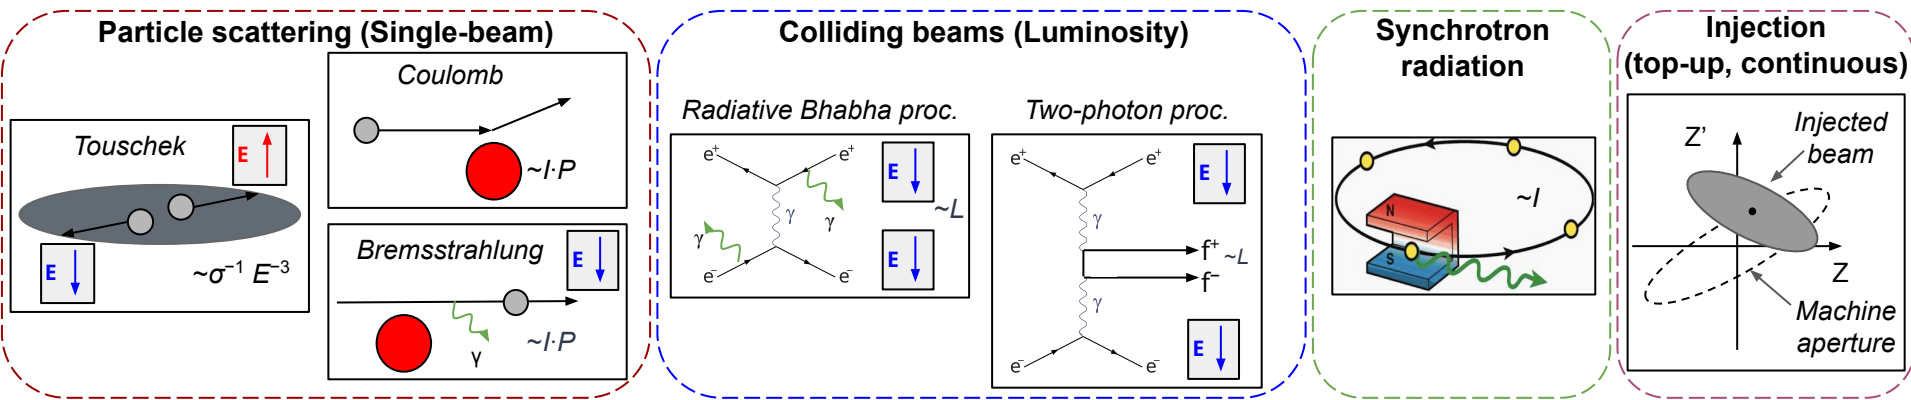 Particle scattering (Single-beam)
Touschek
E
E
~σ⁻¹ E⁻³
Coulomb
~I·P
Bremsstrahlung
E
γ
~I·P
Colliding beams (Luminosity)
Radiative Bhabha proc.
e⁺
e⁺
E
γ
γ
γ
~L
E
e⁻
e⁻
Two-photon proc.
e⁺
e⁺
E
γ
f⁺ ~L
f⁻
γ
E
e⁻
e⁻
Synchrotron
radiation
N
S
~I
Injection
(top-up, continuous)
Z'
Injected
beam
Z
Machine
aperture